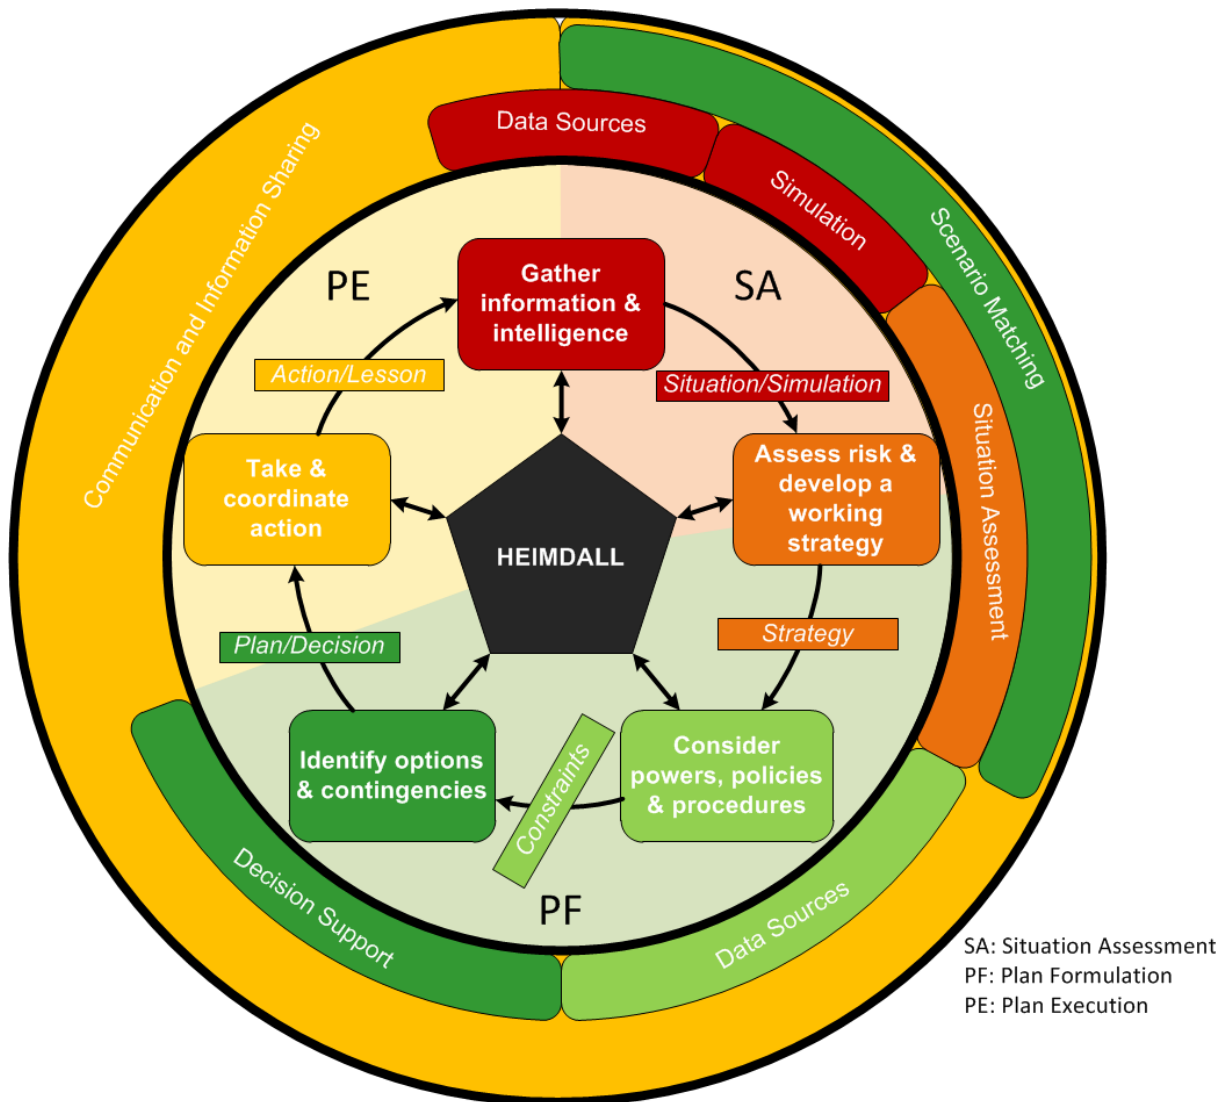 Data Sources
Simulation
Scenario Matching
Communication and Information Sharing
Situation Assessment
PE
SA
Gather
information &
intelligence
Action/Lesson
Situation/Simulation
Take &
coordinate
action
Assess risk &
develop a
working
strategy
HEIMDALL
Plan/Decision
Strategy
Identify options
& contingencies
Constraints
Consider
powers, policies
& procedures
PF
Decision Support
Data Sources
SA: Situation Assessment
PF: Plan Formulation
PE: Plan Execution